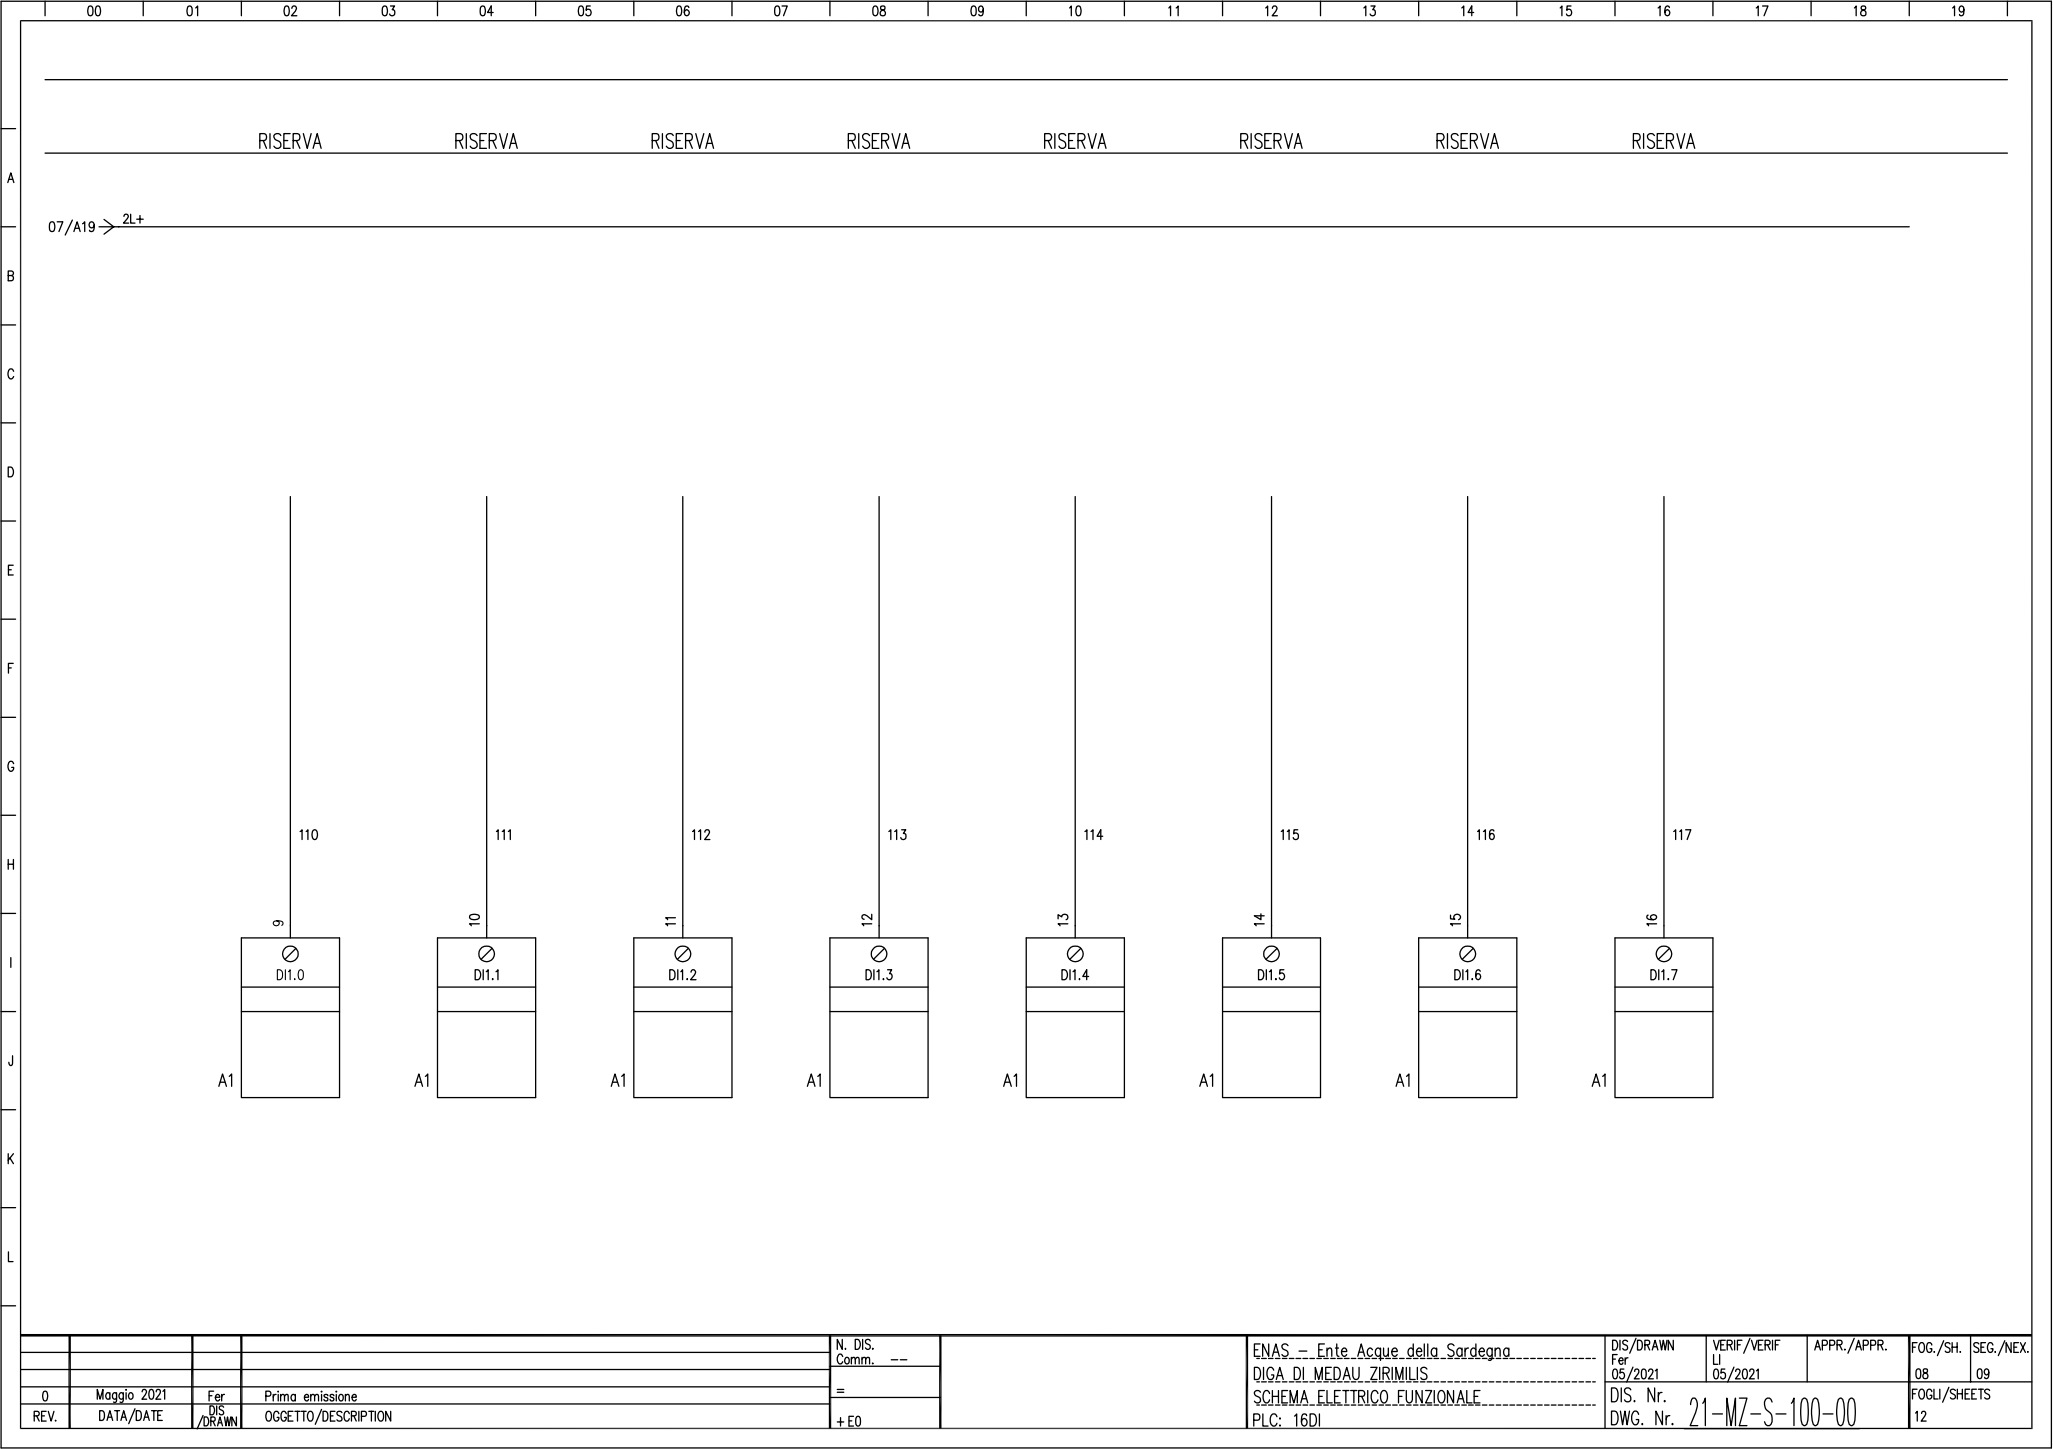 00 01 02 03 04 05 06 07 08 09 10 11 12 13 14 15 16 17 18 19
RISERVA RISERVA RISERVA RISERVA RISERVA RISERVA RISERVA RISERVA
A
07/A19 2L+
B
C
D
E
F
G
110 111 112 113 114 115 116 117
H
9 10 11 12 13 14 15 16
I
DI1.0 DI1.1 DI1.2 DI1.3 DI1.4 DI1.5 DI1.6 DI1.7
J
A1 A1 A1 A1 A1 A1 A1 A1
K
L
0 Maggio 2021 Fer Prima emissione
REV. DATA/DATE DIS /DRAWN OGGETTO/DESCRIPTION
N. DIS.
Comm. --
=
+E0
ENAS - Ente Acque della Sardegna
DIGA DI MEDAU ZIRIMILIS
SCHEMA ELETTRICO FUNZIONALE
PLC: 16DI
DIS/DRAWN
Fer
05/2021
VERIF/VERIF
LI
05/2021
APPR./APPR.
DIS. Nr.
DWG. Nr. 21-MZ-S-100-00
FOG./SH. SEG./NEX.
08 09
FOGLI/SHEETS
12